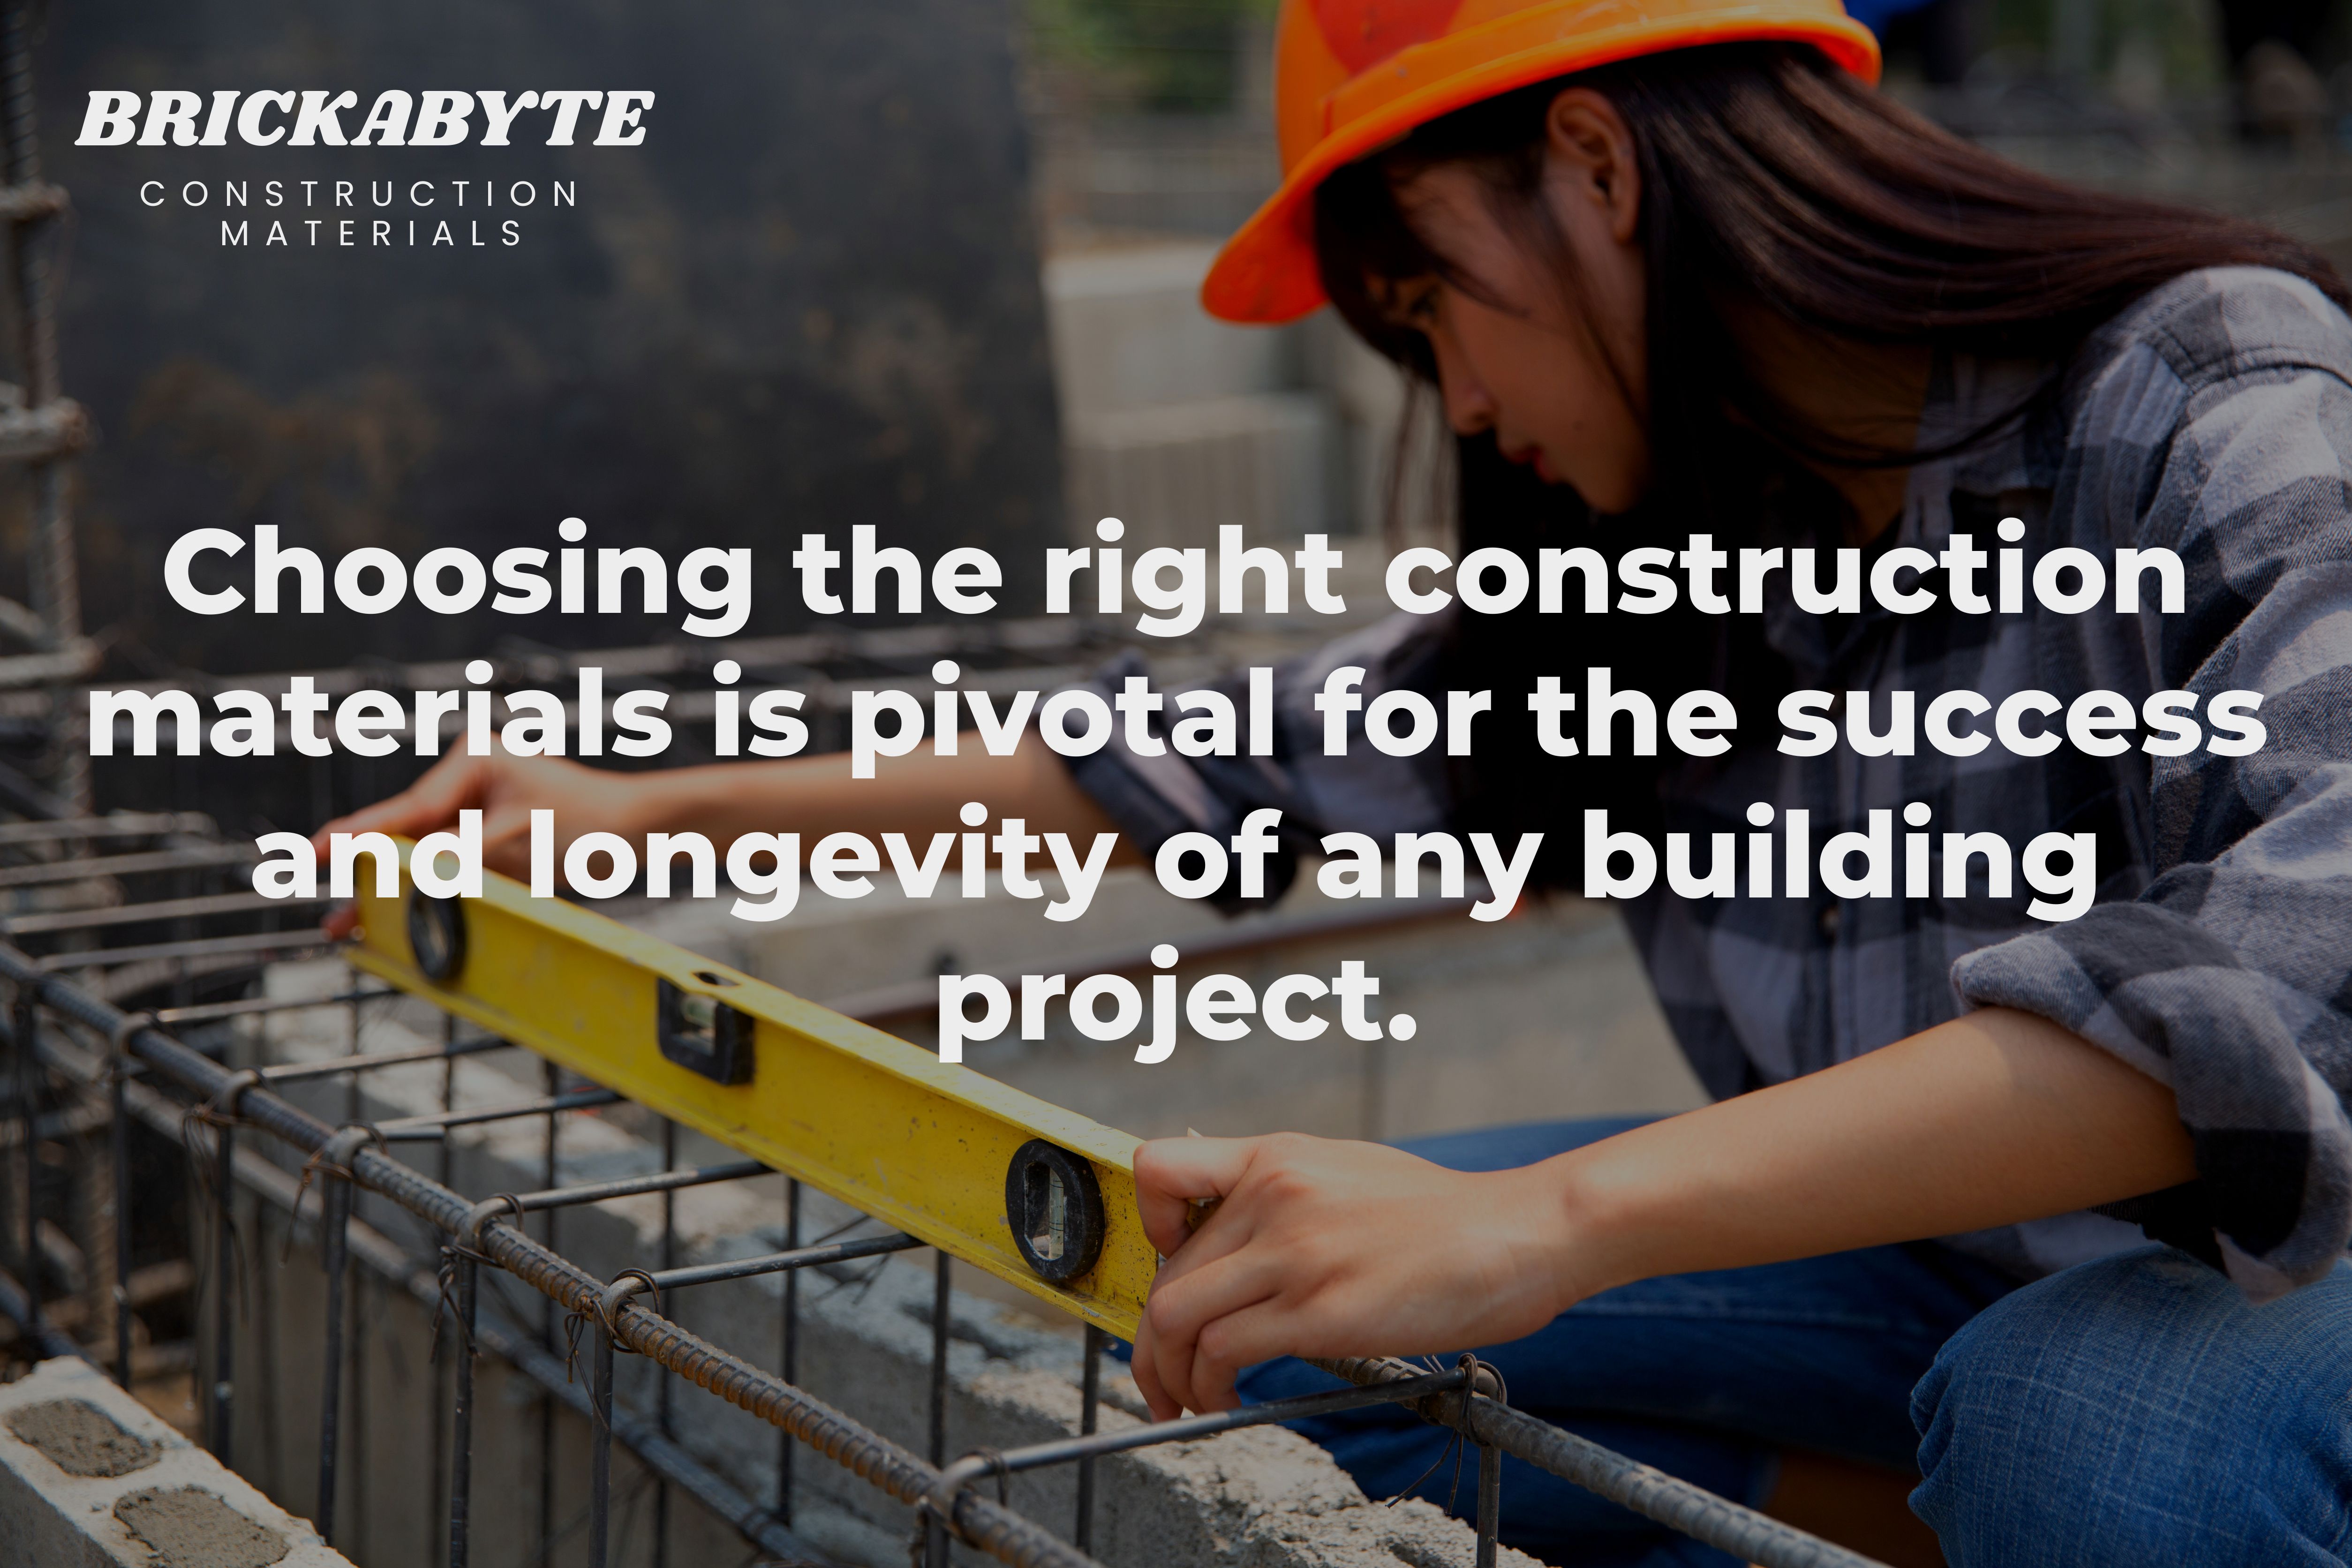 BRICKABYTE
CONSTRUCTION
MATERIALS
Choosing the right construction
materials is pivotal for the success
and longevity of any building
project.